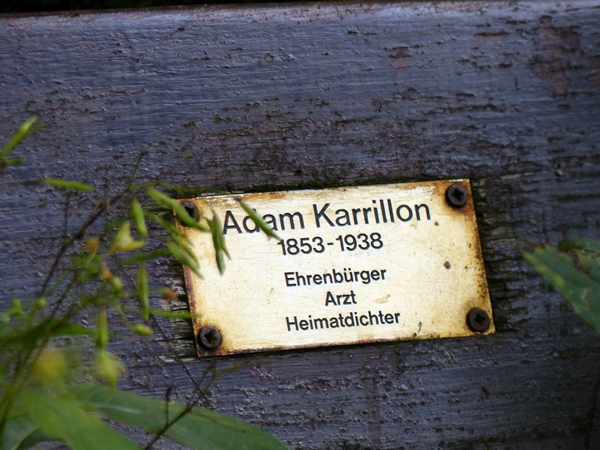 Adam Karrillon
1853-1938
Ehrenbürger
Arzt
Heimatdichter